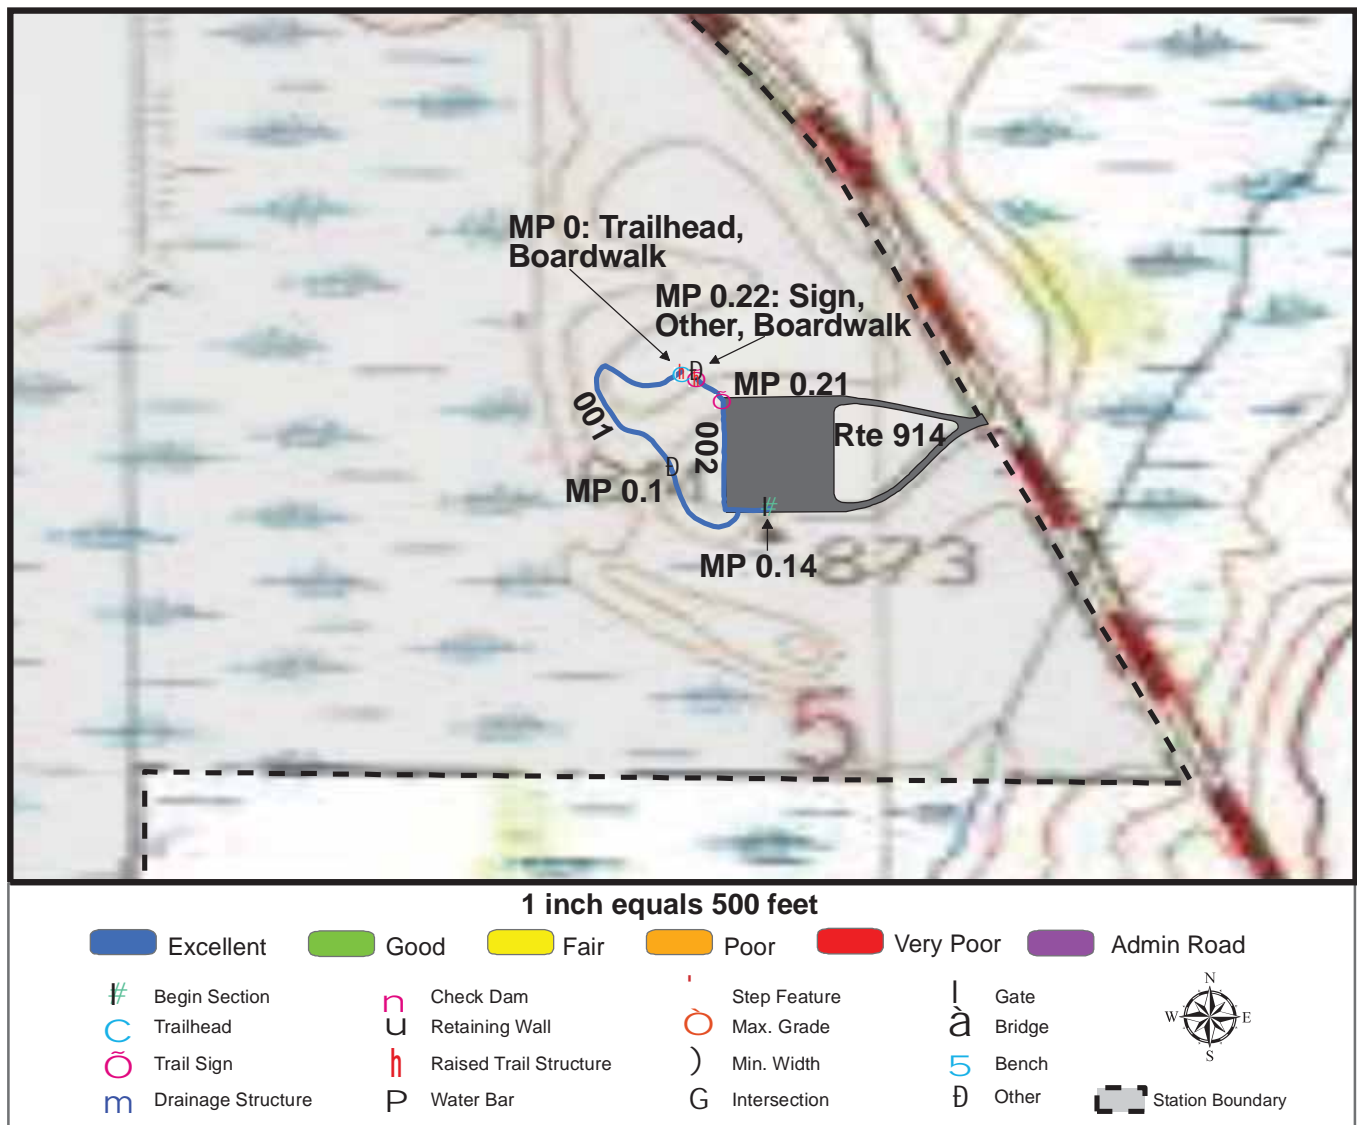 MP 0: Trailhead,
Boardwalk
MP 0.22: Sign,
Other, Boardwalk
MP 0.21
Rte 914
001
002
MP 0.1
MP 0.14
873
5
1 inch equals 500 feet
Excellent
Good
Fair
Poor
Very Poor
Admin Road
Begin Section
C Trailhead
Õ Trail Sign
m Drainage Structure
n Check Dam
u Retaining Wall
h Raised Trail Structure
P Water Bar
' Step Feature
Ò Max. Grade
) Min. Width
G Intersection
l Gate
à Bridge
5 Bench
Ð Other
N
W E
S
Station Boundary